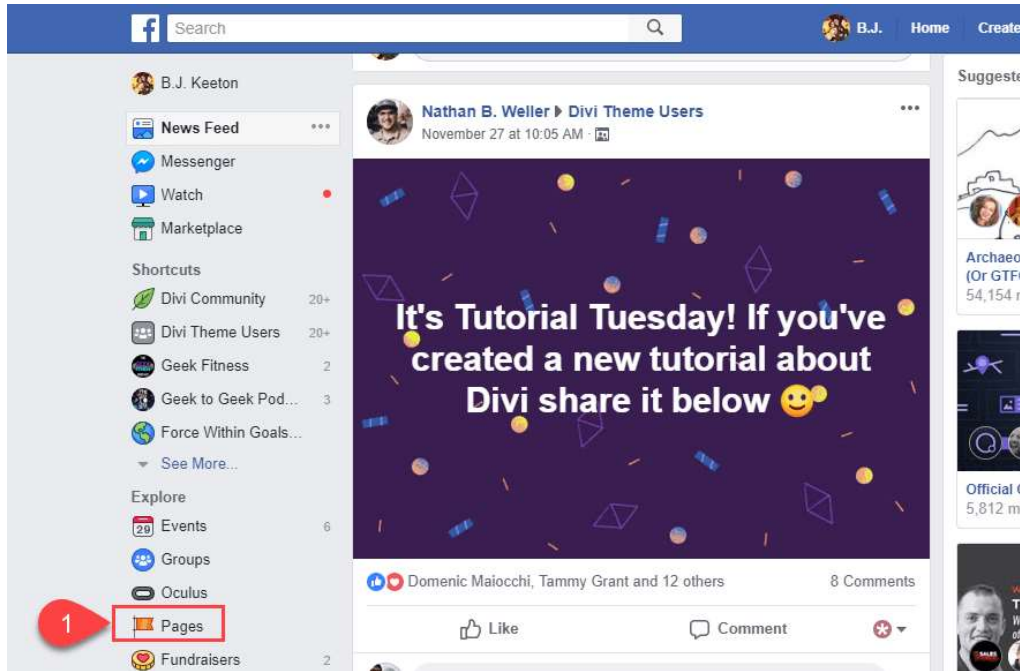 f
Search
B.J.
Home
Create
B.J. Keeton
News Feed
Messenger
Watch
Marketplace
Shortcuts
Divi Community 20+
Divi Theme Users 20+
Geek Fitness 2
Geek to Geek Pod... 3
Force Within Goals...
See More...
Explore
29 Events 6
Groups
Oculus
1 Pages
Fundraisers 2
Nathan B. Weller Divi Theme Users
November 27 at 10:05 AM ·
It's Tutorial Tuesday! If you've
created a new tutorial about
Divi share it below
Domenic Maiocchi, Tammy Grant and 12 others 8 Comments
Like Comment
Suggeste
Archaeo
(Or GTF
54,154
Official
5,812 m